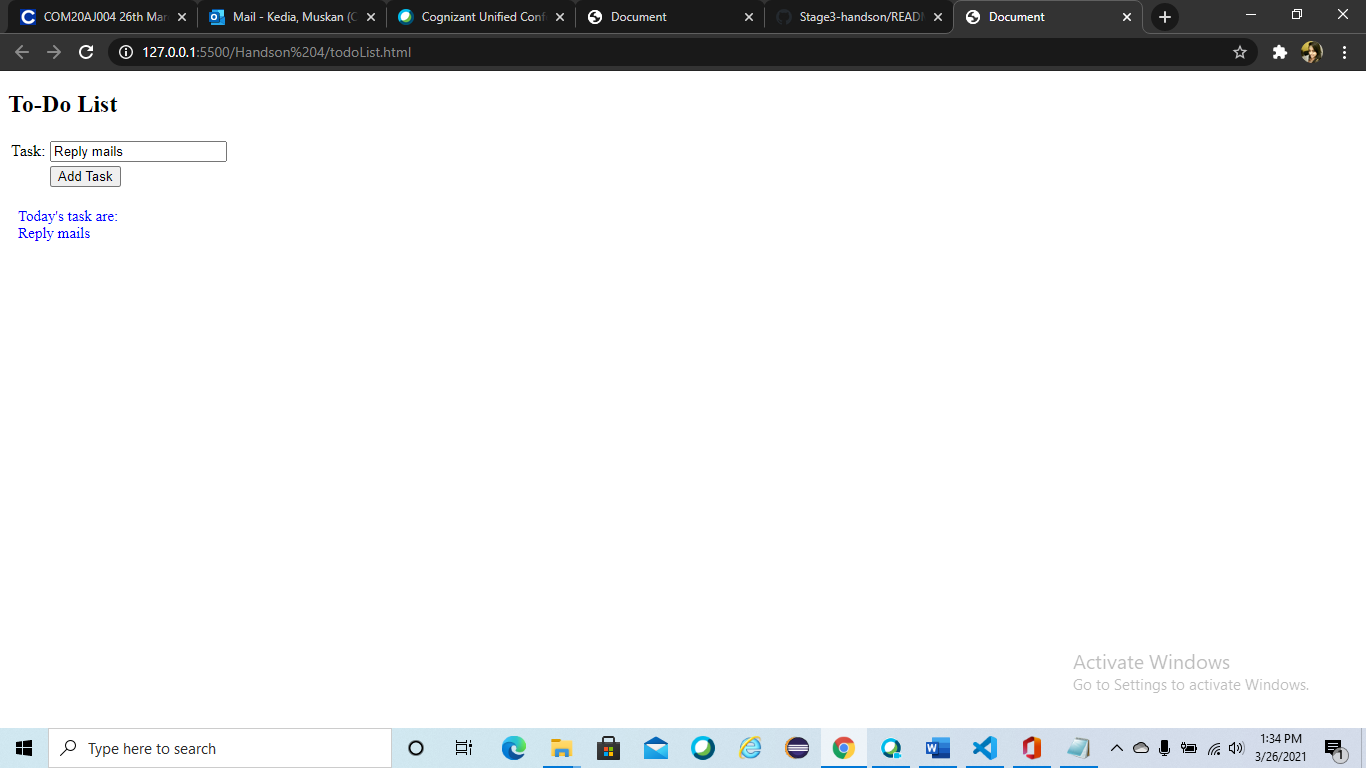 COM20AJ004 26th Mar
Mail - Kedia, Muskan (C
Cognizant Unified Conf
Document
Stage3-handson/READ
Document
127.0.0.1:5500/Handson%204/todoList.html
To-Do List
Task: Reply mails
Add Task
Today's task are:
Reply mails
Activate Windows
Go to Settings to activate Windows.
Type here to search
1:34 PM
3/26/2021
1